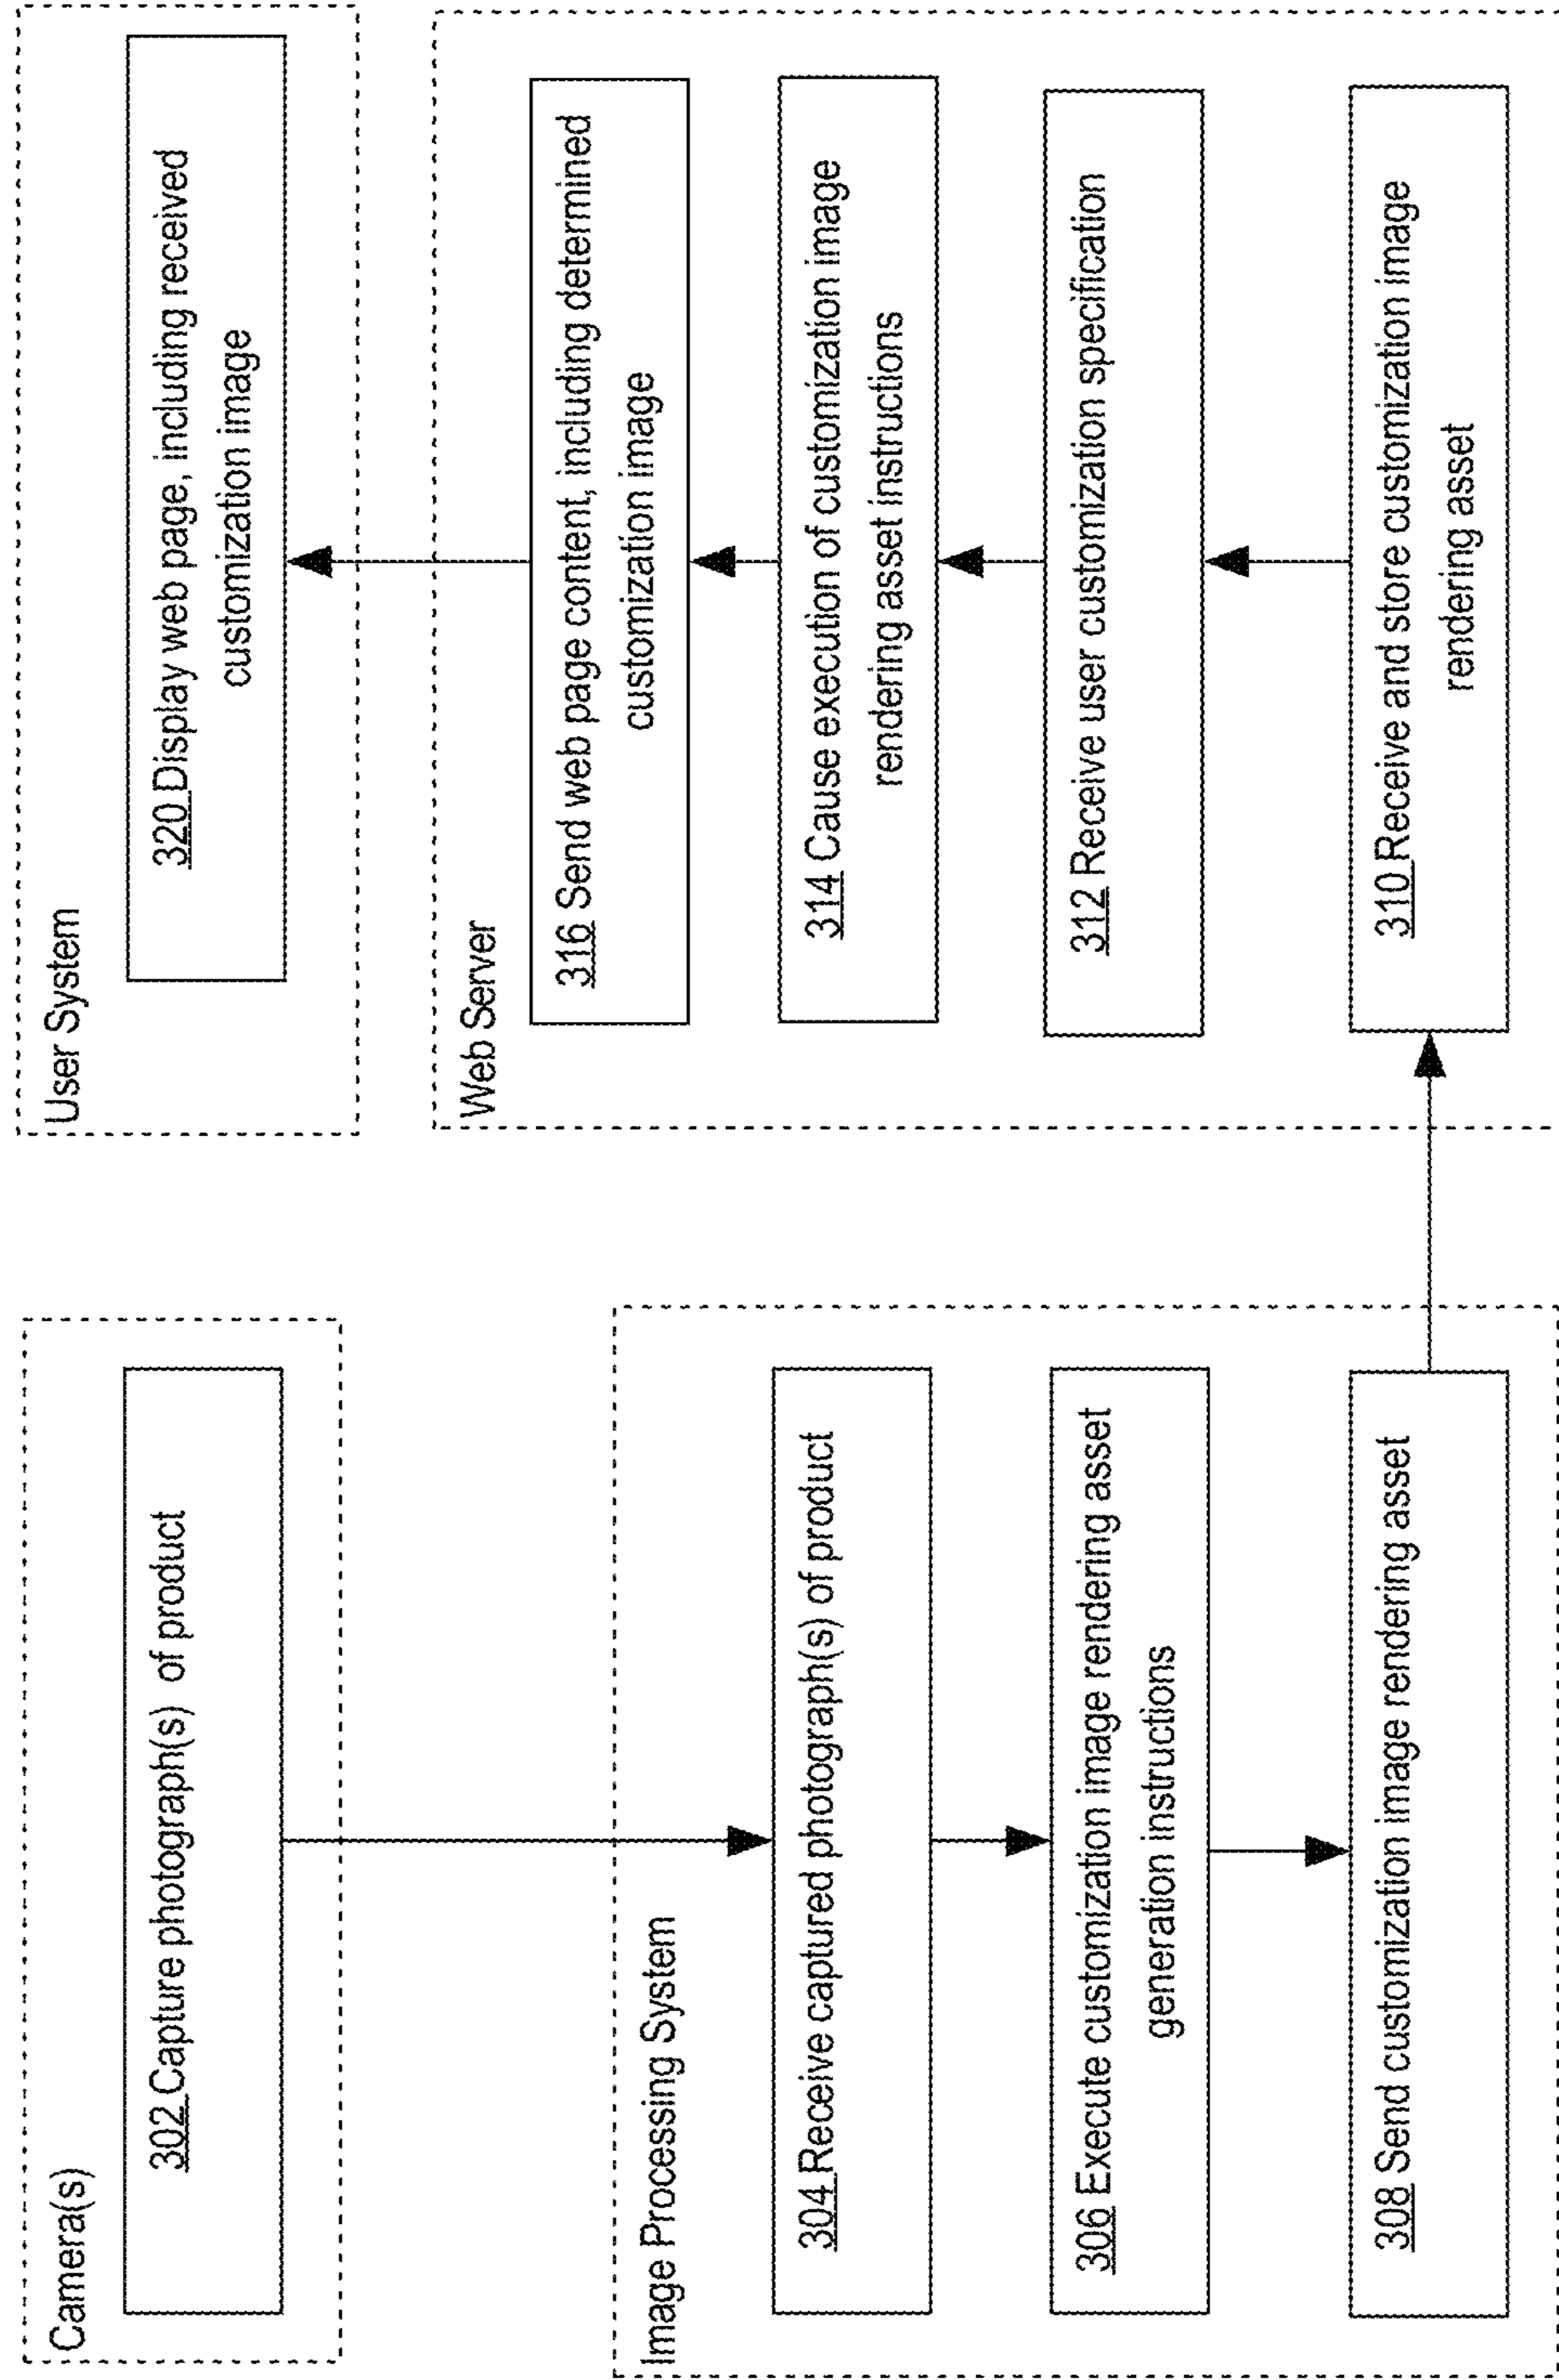 Camera(s)
302 Capture photograph(s) of product
Image Processing System
304 Receive captured photograph(s) of product
306 Execute customization image rendering asset
generation instructions
308 Send customization image rendering asset
User System
320 Display web page, including received
customization image
Web Server
316 Send web page content, including determined
customization image
314 Cause execution of customization image
rendering asset instructions
312 Receive user customization specification
310 Receive and store customization image
rendering asset